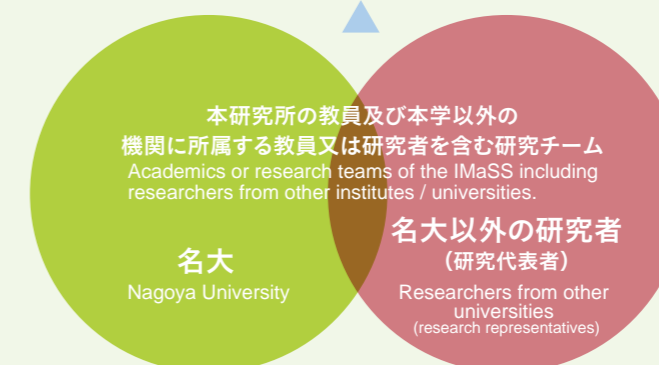 本研究所の教員及び本学以外の
機関に所属する教員又は研究者を含む研究チーム
Academics or research teams of the IMaSS including
researchers from other institutes / universities.
名大
Nagoya University
名大以外の研究者
（研究代表者）
Researchers from other
universities
(research representatives)